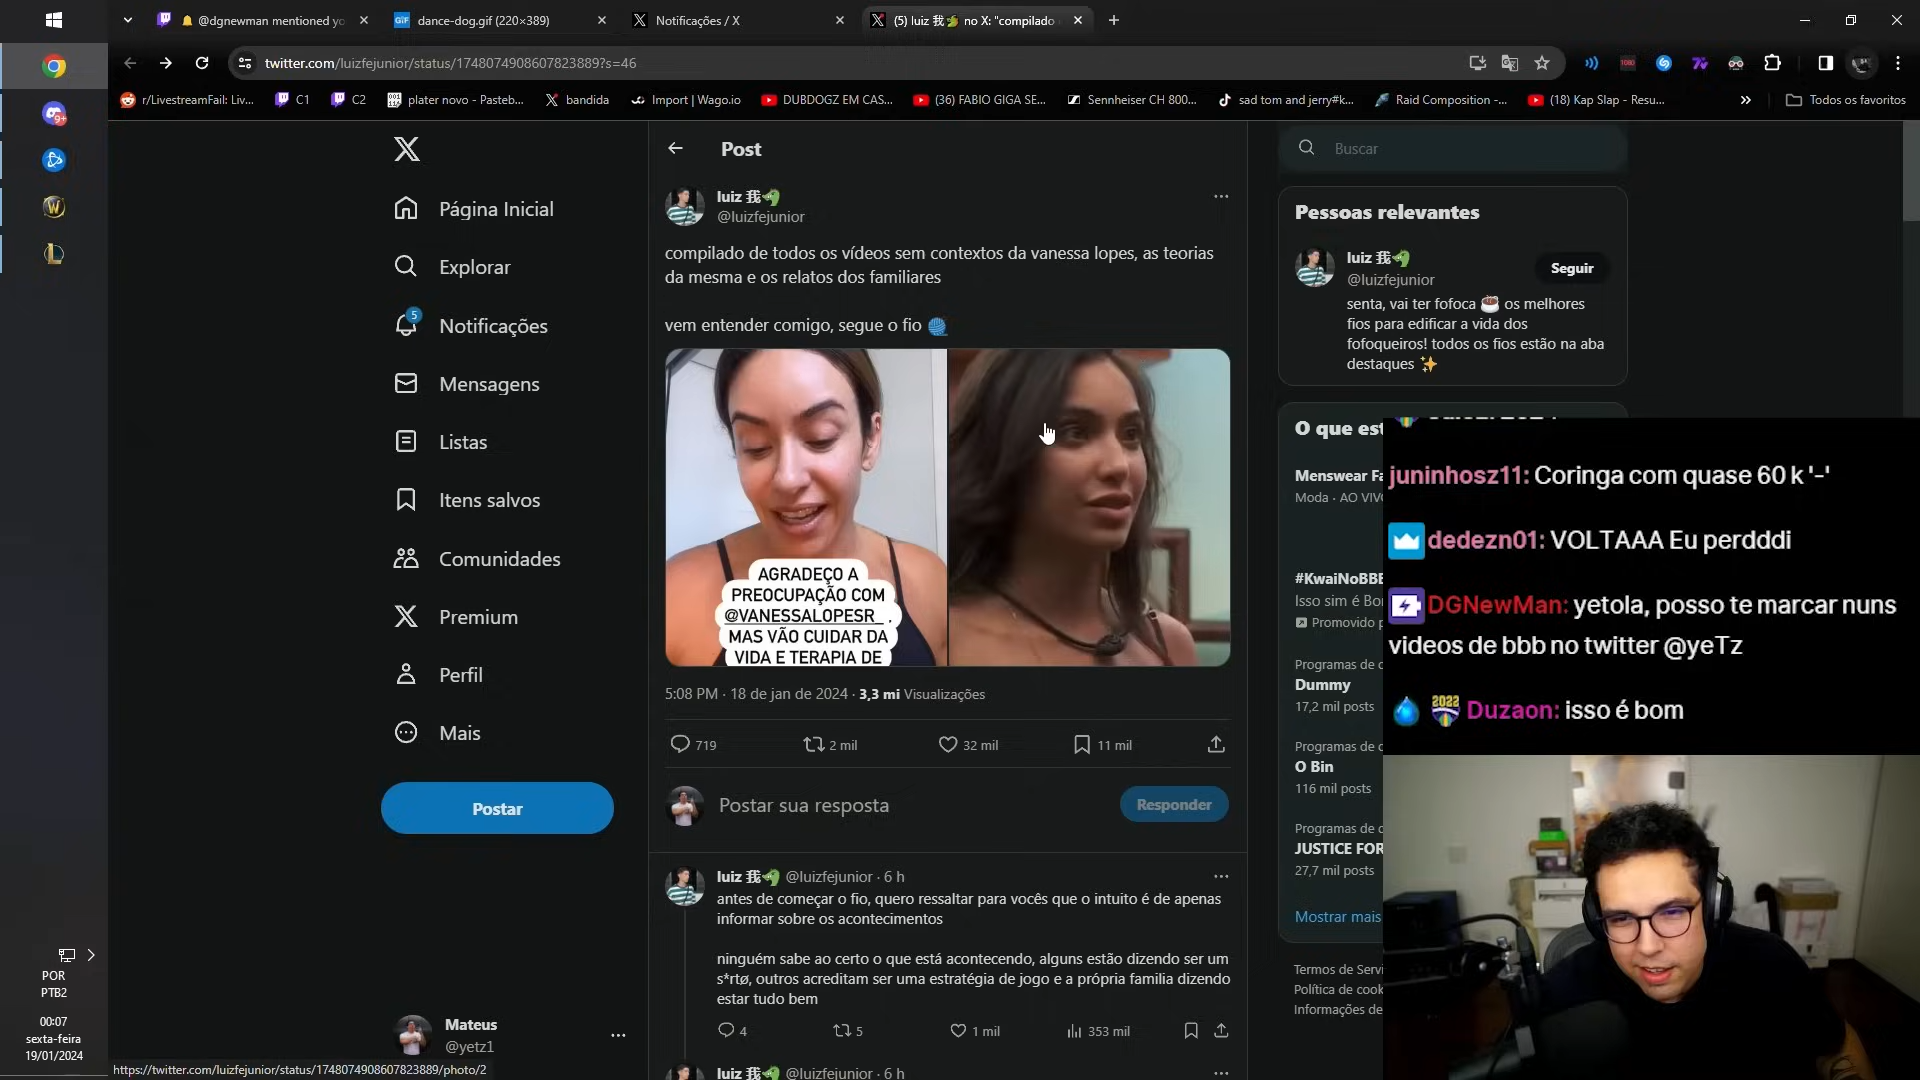 @dgnewman mentioned yo
dance-dog.gif (220×389)
Notificações / X
(5) luiz 我 no X: "compilado
twitter.com/luizfejunior/status/1748074908607823889?s=46
r/LivestreamFail: Liv...
C1
C2
plater novo - Pasteb...
bandida
Import | Wago.io
DUBDOGZ EM CAS...
(36) FABIO GIGA SE...
Sennheiser CH 800...
sad tom and jerry#k...
Raid Composition -...
(18) Kap Slap - Resu...
Todos os favoritos
Página Inicial
Explorar
5
Notificações
Mensagens
Listas
Itens salvos
Comunidades
Premium
Perfil
Mais
Postar
Mateus
@yetz1
Post
luiz 我
@luizfejunior
compilado de todos os vídeos sem contextos da vanessa lopes, as teorias
da mesma e os relatos dos familiares
vem entender comigo, segue o fio
AGRADEÇO A
PREOCUPAÇÃO COM
@VANESSALOPESR_ .
MAS VÃO CUIDAR DA
VIDA E TERAPIA DE
5:08 PM · 18 de jan de 2024 · 3,3 mi Visualizações
719
2 mil
32 mil
11 mil
Postar sua resposta
Responder
luiz 我 @luizfejunior · 6 h
antes de começar o fio, quero ressaltar para vocês que o intuito é de apenas
informar sobre os acontecimentos
ninguém sabe ao certo o que está acontecendo, alguns estão dizendo ser um
s*rtø, outros acreditam ser uma estratégia de jogo e a própria familia dizendo
estar tudo bem
4
5
1 mil
353 mil
luiz 我 @luizfejunior · 6 h
Buscar
Pessoas relevantes
luiz 我
@luizfejunior
Seguir
senta, vai ter fofoca os melhores
fios para edificar a vida dos
fofoqueiros! todos os fios estão na aba
destaques
O que est
Menswear Fa
Moda · AO VIV
#KwaiNoBBE
Isso sim é Bo
Promovido p
Programas de
Dummy
17,2 mil posts
Programas de
O Bin
116 mil posts
Programas de
JUSTICE FOR
27,7 mil posts
Mostrar mais
Termos de Servi
Política de cook
Informações de
juninhosz11: Coringa com quase 60 k '-'
dedezn01: VOLTAAA Eu perdddi
DGNewMan: yetola, posso te marcar nuns
videos de bbb no twitter @yeTz
2022
Duzaon: isso é bom
9+
POR
PTB2
00:07
sexta-feira
19/01/2024
https://twitter.com/luizfejunior/status/1748074908607823889/photo/2